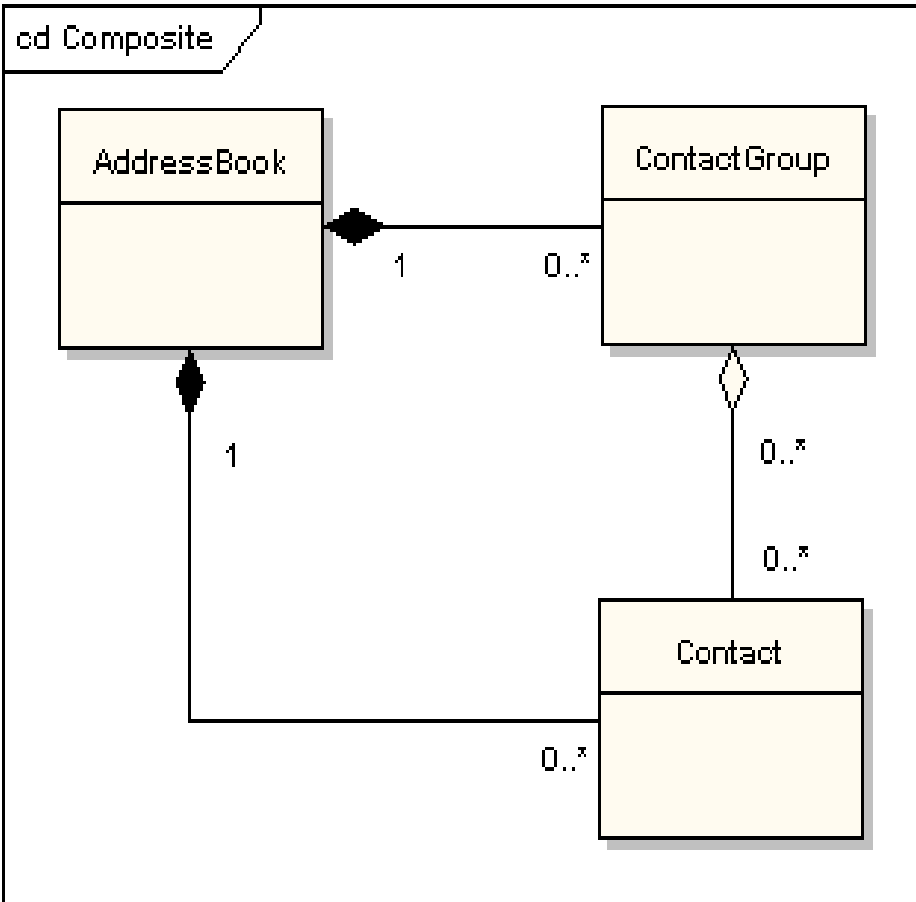 cd Composite
AddressBook
ContactGroup
1
0..*
1
0..*
0..*
Contact
0..*